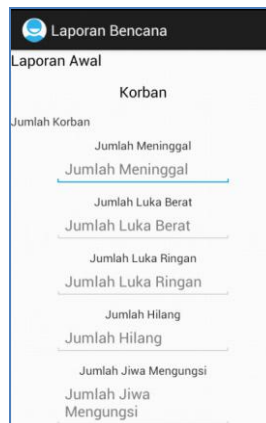 Laporan Bencana
Laporan Awal
Korban
Jumlah Korban
Jumlah Meninggal
Jumlah Meninggal
Jumlah Luka Berat
Jumlah Luka Berat
Jumlah Luka Ringan
Jumlah Luka Ringan
Jumlah Hilang
Jumlah Hilang
Jumlah Jiwa Mengungsi
Jumlah Jiwa
Mengungsi